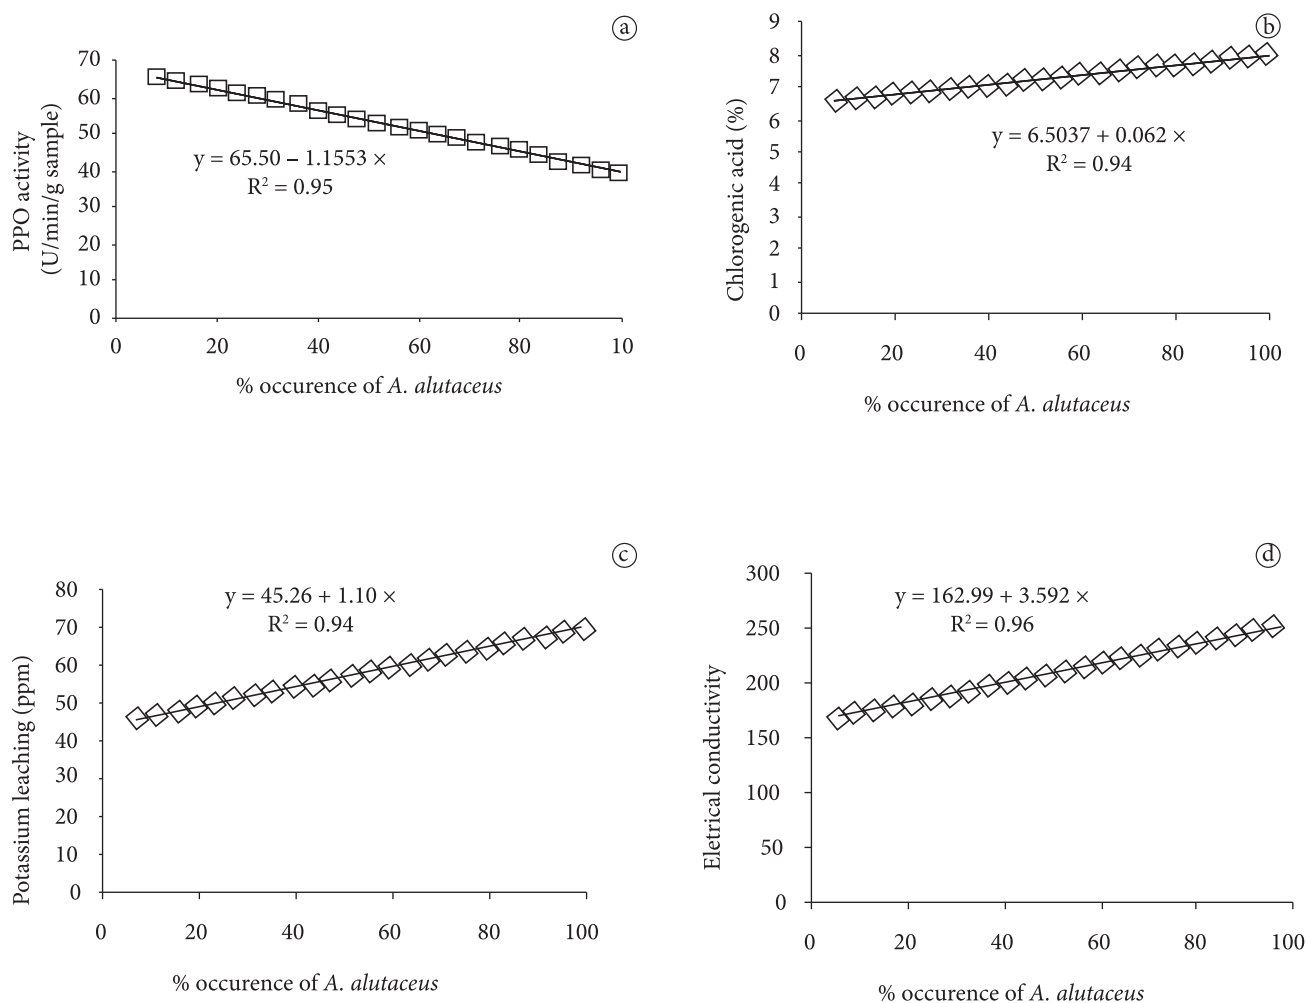 a
70
60
50
40
30
20
10
0
PPO activity
(U/min/g sample)
y = 65.50 – 1.1553 ×
R² = 0.95
0 20 40 60 80 10
% occurence of A. alutaceus
b
9
8
7
6
5
4
3
2
1
0
Chlorogenic acid (%)
y = 6.5037 + 0.062 ×
R² = 0.94
0 20 40 60 80 100
% occurence of A. alutaceus
c
80
70
60
50
40
30
20
10
0
Potassium leaching (ppm)
y = 45.26 + 1.10 ×
R² = 0.94
0 20 40 60 80 100
% occurence of A. alutaceus
d
300
250
200
150
100
50
0
Eletrical conductivity
y = 162.99 + 3.592 ×
R² = 0.96
0 20 40 60 80 100
% occurence of A. alutaceus